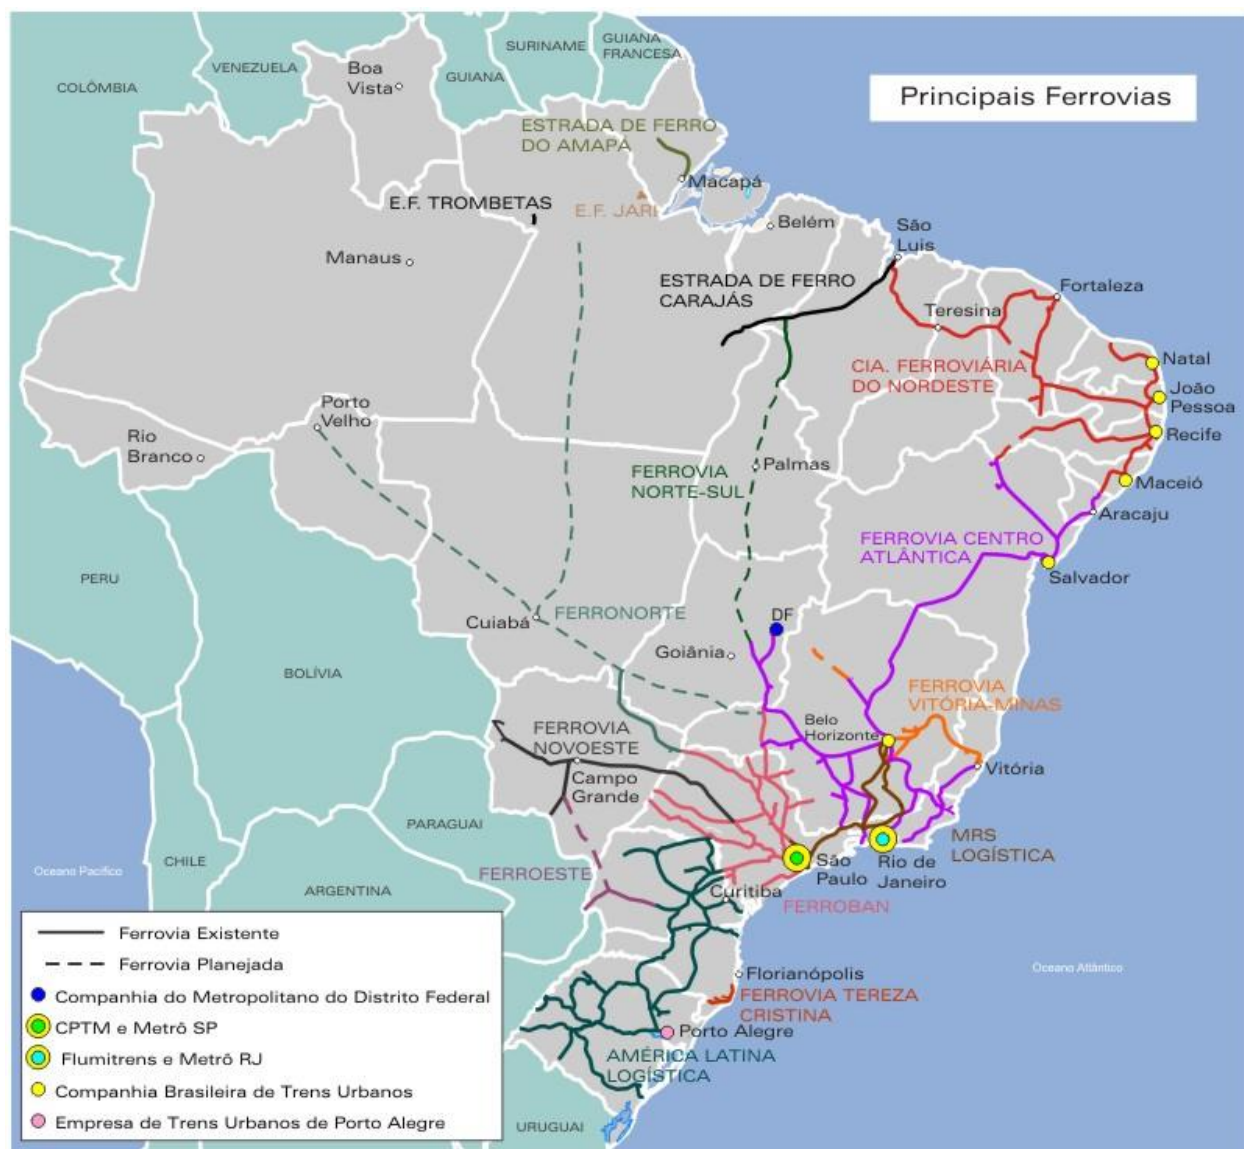 Principais Ferrovias
COLÔMBIA
VENEZUELA
GUIANA
SURINAME
GUIANA
FRANCESA
Boa
Vista
ESTRADA DE FERRO
DO AMAPÁ
Macapá
E.F. TROMBETAS
E.F. JARI
Belém
São
Luis
Manaus
ESTRADA DE FERRO
CARAJÁS
Teresina
Fortaleza
CIA. FERROVIÁRIA
DO NORDESTE
Natal
João
Pessoa
Recife
Porto
Velho
Rio
Branco
FERROVIA
NORTE-SUL
Palmas
Maceió
Aracaju
FERROVIA CENTRO
ATLÂNTICA
Salvador
PERU
FERRONORTE
Cuiabá
DF
Goiânia
BOLÍVIA
FERROVIA
VITÓRIA-MINAS
Belo
Horizonte
FERROVIA
NOVOESTE
Campo
Grande
Vitória
PARAGUAI
MRS
LOGÍSTICA
CHILE
Oceano Pacífico
ARGENTINA
FERROESTE
São
Paulo
Rio de
Janeiro
Curitiba
FERROBAN
Florianópolis
FERROVIA TEREZA
CRISTINA
Oceano Atlântico
Porto Alegre
AMÉRICA LATINA
LOGÍSTICA
URUGUAI
Ferrovia Existente
Ferrovia Planejada
Companhia do Metropolitano do Distrito Federal
CPTM e Metrô SP
Flumitrens e Metrô RJ
Companhia Brasileira de Trens Urbanos
Empresa de Trens Urbanos de Porto Alegre